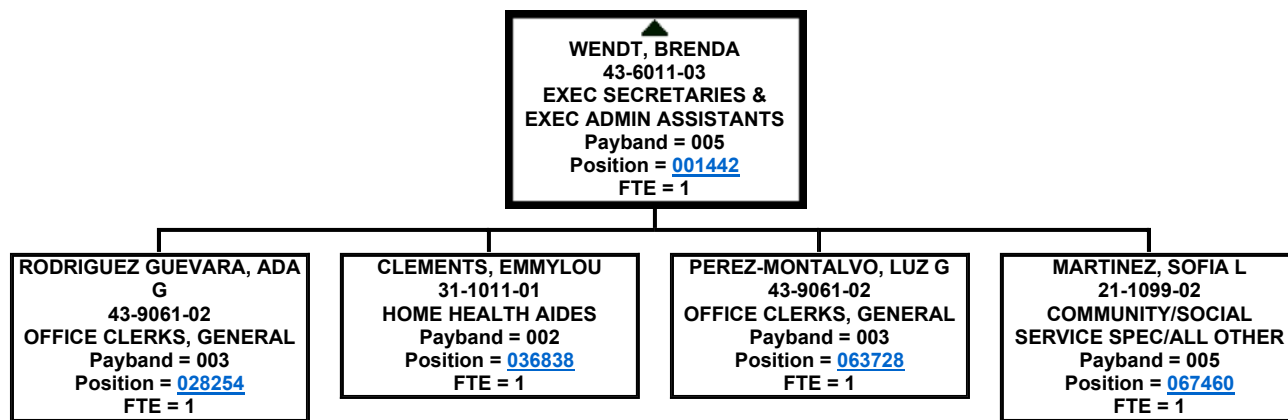 WENDT, BRENDA
43-6011-03
EXEC SECRETARIES &
EXEC ADMIN ASSISTANTS
Payband = 005
Position = 001442
FTE = 1
RODRIGUEZ GUEVARA, ADA
G
43-9061-02
OFFICE CLERKS, GENERAL
Payband = 003
Position = 028254
FTE = 1
CLEMENTS, EMMYLOU
31-1011-01
HOME HEALTH AIDES
Payband = 002
Position = 036838
FTE = 1
PEREZ-MONTALVO, LUZ G
43-9061-02
OFFICE CLERKS, GENERAL
Payband = 003
Position = 063728
FTE = 1
MARTINEZ, SOFIA L
21-1099-02
COMMUNITY/SOCIAL
SERVICE SPEC/ALL OTHER
Payband = 005
Position = 067460
FTE = 1